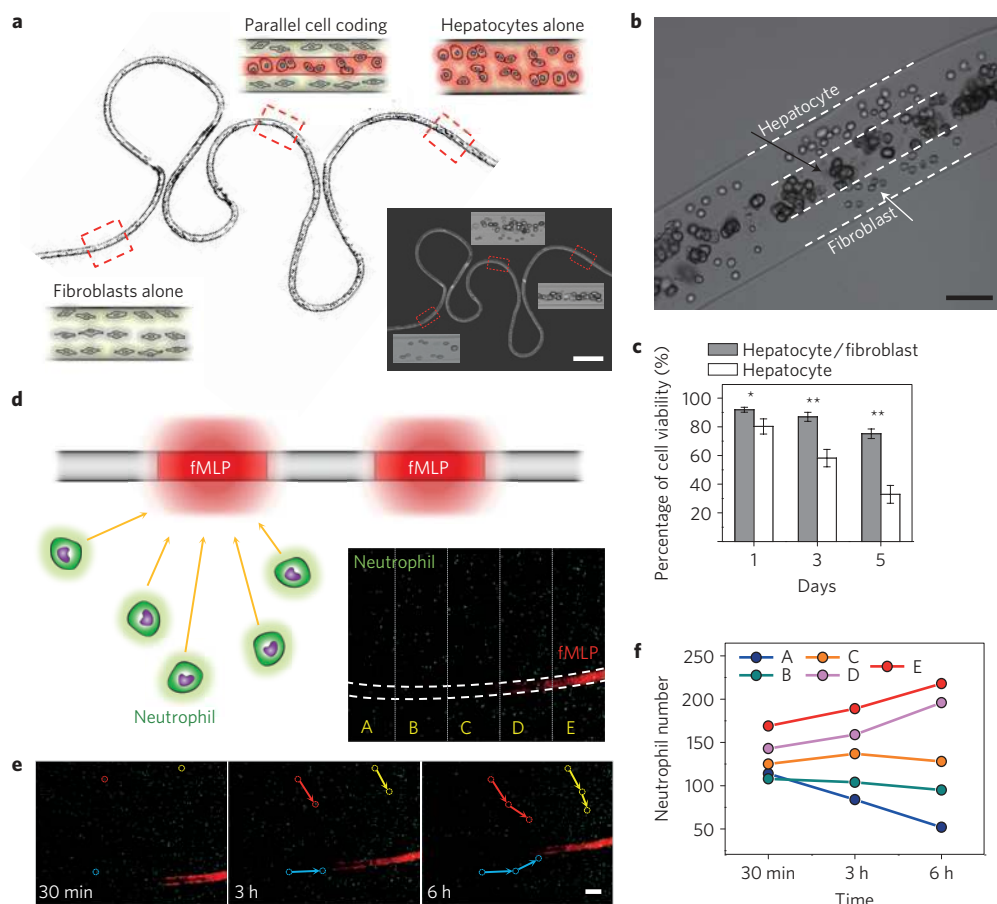 a
Parallel cell coding
Hepatocytes alone
Fibroblasts alone
b
Hepatocyte
Fibroblast
c
Hepatocyte/fibroblast
Hepatocyte
Percentage of cell viability (%)
100
80
60
40
20
*
**
**
1 3 5
Days
d
fMLP
fMLP
Neutrophil
Neutrophil
fMLP
A B C D E
e
30 min
3 h
6 h
f
A
B
C
D
E
Neutrophil number
250
200
150
100
50
30 min 3 h 6 h
Time